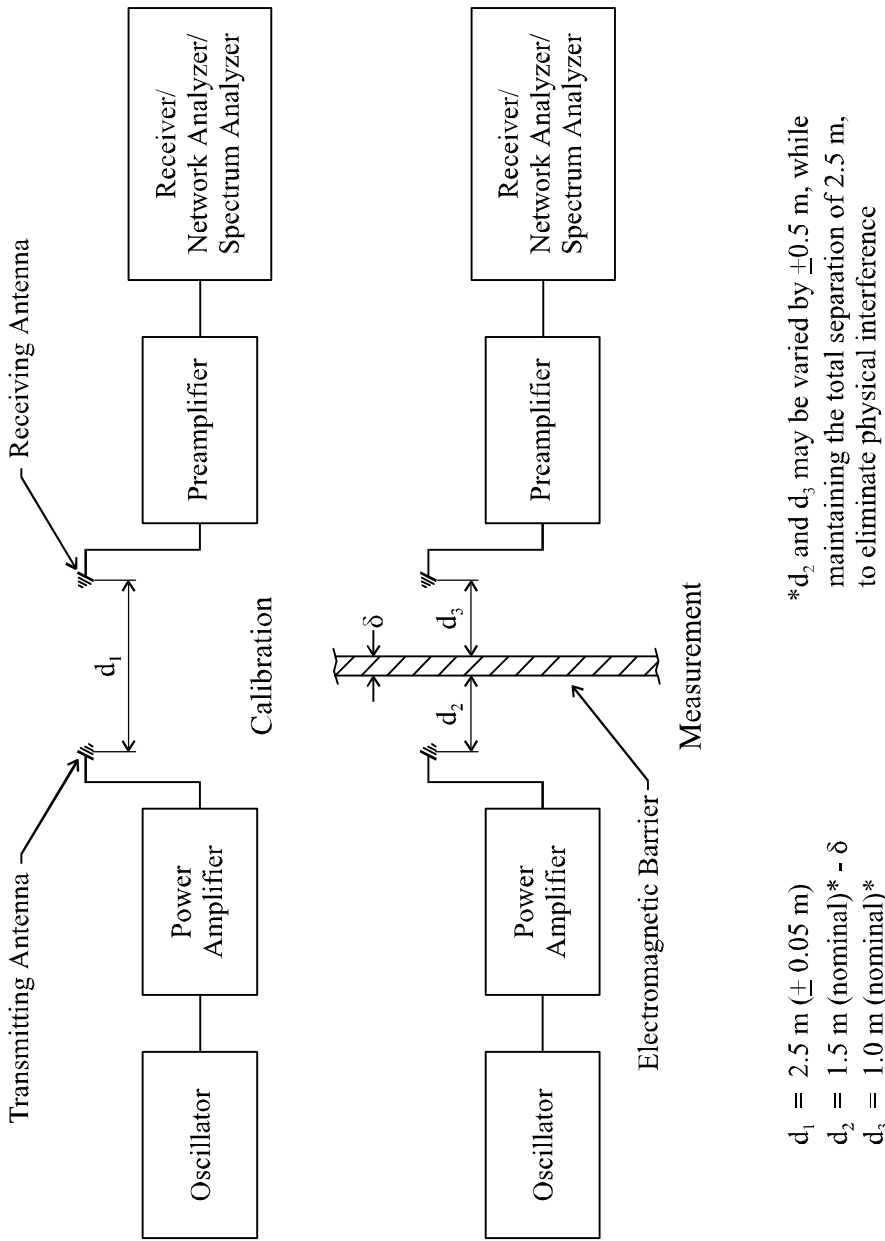 Transmitting Antenna
Receiving Antenna
d1
Oscillator
Power
Amplifier
Preamplifier
Receiver/
Network Analyzer/
Spectrum Analyzer
Calibration
δ
d2
d3
Oscillator
Power
Amplifier
Preamplifier
Receiver/
Network Analyzer/
Spectrum Analyzer
Electromagnetic Barrier
Measurement
d1 = 2.5 m (± 0.05 m)
d2 = 1.5 m (nominal)* - δ
d3 = 1.0 m (nominal)*
*d2 and d3 may be varied by ±0.5 m, while
maintaining the total separation of 2.5 m,
to eliminate physical interference